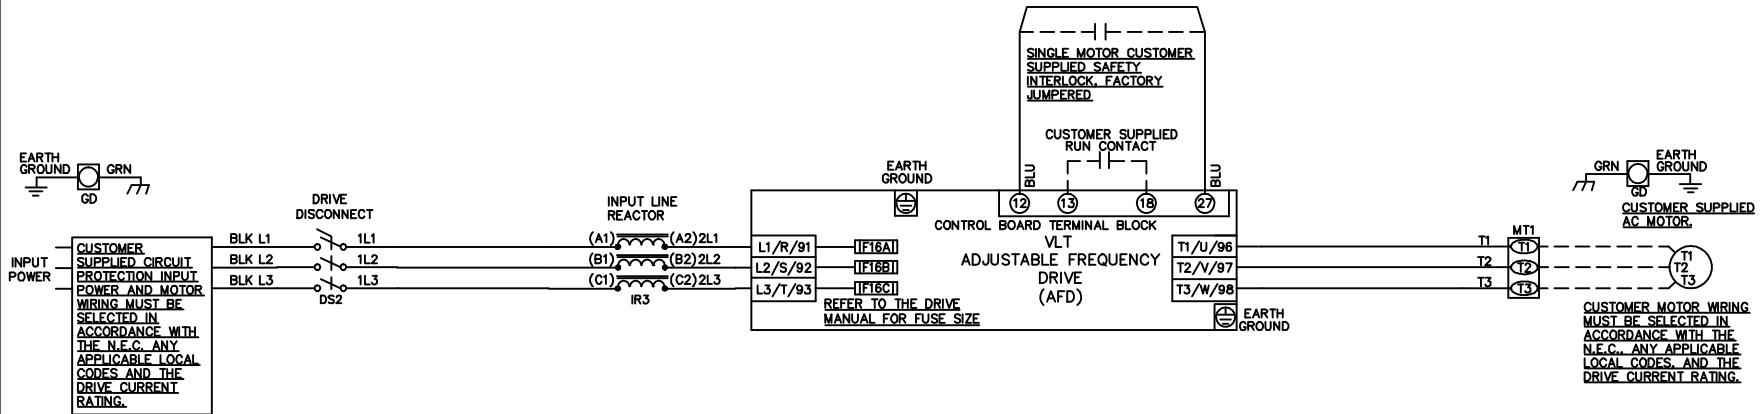 SINGLE MOTOR CUSTOMER
SUPPLIED SAFETY
INTERLOCK, FACTORY
JUMPERED
CUSTOMER SUPPLIED
RUN CONTACT
BLU
BLU
EARTH
GROUND
GRN
GD
EARTH
GROUND
GRN
EARTH
GROUND
GD
CUSTOMER SUPPLIED
AC MOTOR.
12
13
18
27
CONTROL BOARD TERMINAL BLOCK
VLT
ADJUSTABLE FREQUENCY
DRIVE
(AFD)
DRIVE
DISCONNECT
INPUT LINE
REACTOR
INPUT
POWER
CUSTOMER
SUPPLIED CIRCUIT
PROTECTION INPUT
POWER AND MOTOR
WIRING MUST BE
SELECTED IN
ACCORDANCE WITH
THE N.E.C. ANY
APPLICABLE LOCAL
CODES AND THE
DRIVE CURRENT
RATING.
BLK L1
BLK L2
BLK L3
1L1
1L2
1L3
DS2
(A1)
(A2)2L1
(B1)
(B2)2L2
(C1)
(C2)2L3
IR3
L1/R/91
L2/S/92
L3/T/93
F16A
F16B
F16C
REFER TO THE DRIVE
MANUAL FOR FUSE SIZE
T1/U/96
T2/V/97
T3/W/98
EARTH
GROUND
T1
T2
T3
MT1
T1
T2
T3
T1
T2
T3
CUSTOMER MOTOR WIRING
MUST BE SELECTED IN
ACCORDANCE WITH THE
N.E.C., ANY APPLICABLE
LOCAL CODES, AND THE
DRIVE CURRENT RATING.